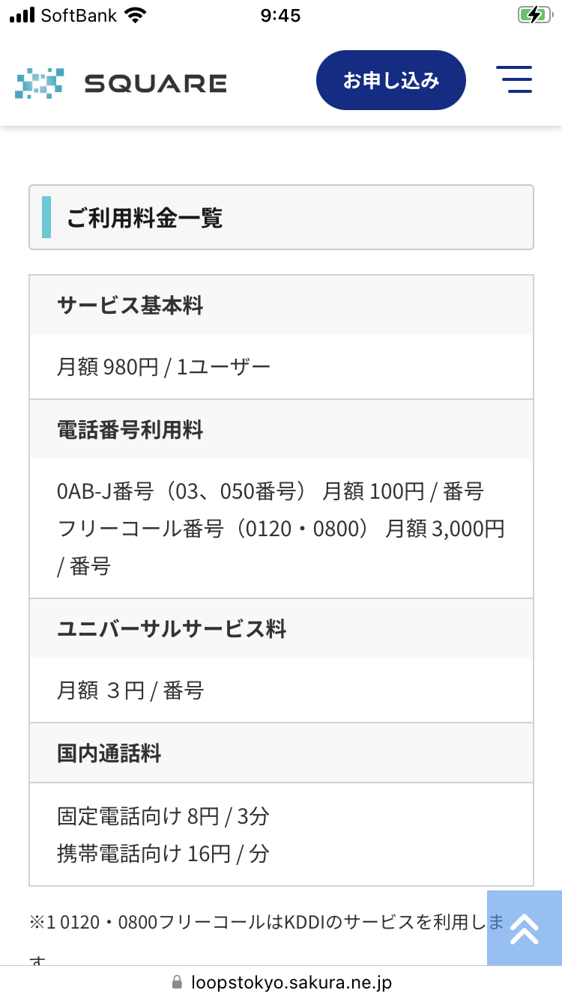 SoftBank 9:45
SQUARE お申し込み
ご利用料金一覧
サービス基本料
月額 980円 / 1ユーザー
電話番号利用料
0AB-J番号（03、050番号） 月額 100円 / 番号
フリーコール番号（0120・0800） 月額 3,000円
/ 番号
ユニバーサルサービス料
月額 ３円 / 番号
国内通話料
固定電話向け 8円 / 3分
携帯電話向け 16円 / 分
※1 0120・0800フリーコールはKDDIのサービスを利用しま
す
loopstokyo.sakura.ne.jp